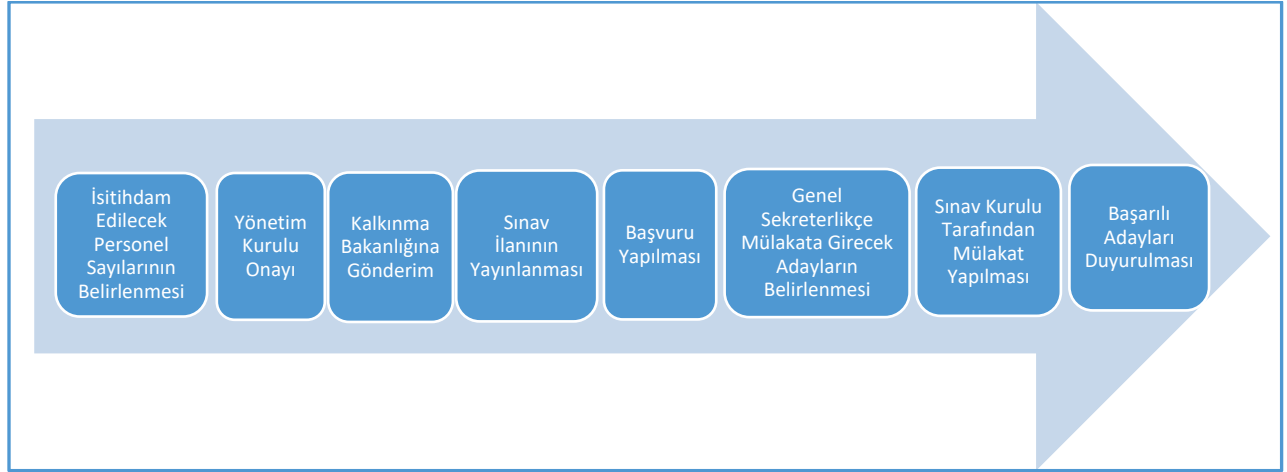 İsitihdam
Edilecek
Personel
Sayılarının
Belirlenmesi
Yönetim
Kurulu
Onayı
Kalkınma
Bakanlığına
Gönderim
Sınav
İlanının
Yayınlanması
Başvuru
Yapılması
Genel
Sekreterlikçe
Mülakata Girecek
Adayların
Belirlenmesi
Sınav Kurulu
Tarafından
Mülakat
Yapılması
Başarılı
Adayları
Duyurulması